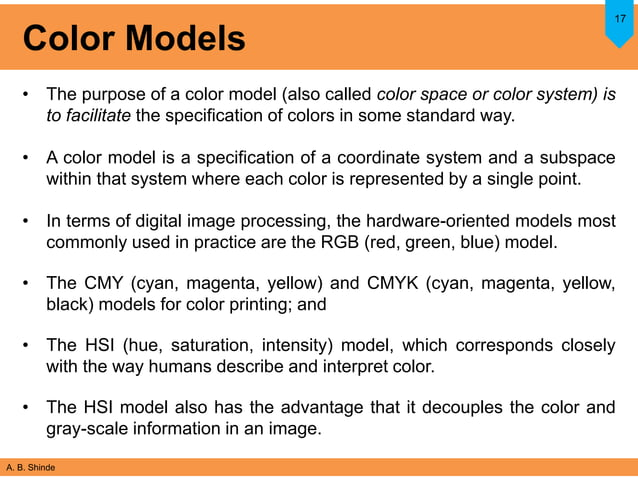 17
Color Models
• The purpose of a color model (also called color space or color system) is
to facilitate the specification of colors in some standard way.
• A color model is a specification of a coordinate system and a subspace
within that system where each color is represented by a single point.
• In terms of digital image processing, the hardware-oriented models most
commonly used in practice are the RGB (red, green, blue) model.
• The CMY (cyan, magenta, yellow) and CMYK (cyan, magenta, yellow,
black) models for color printing; and
• The HSI (hue, saturation, intensity) model, which corresponds closely
with the way humans describe and interpret color.
• The HSI model also has the advantage that it decouples the color and
gray-scale information in an image.
A. B. Shinde